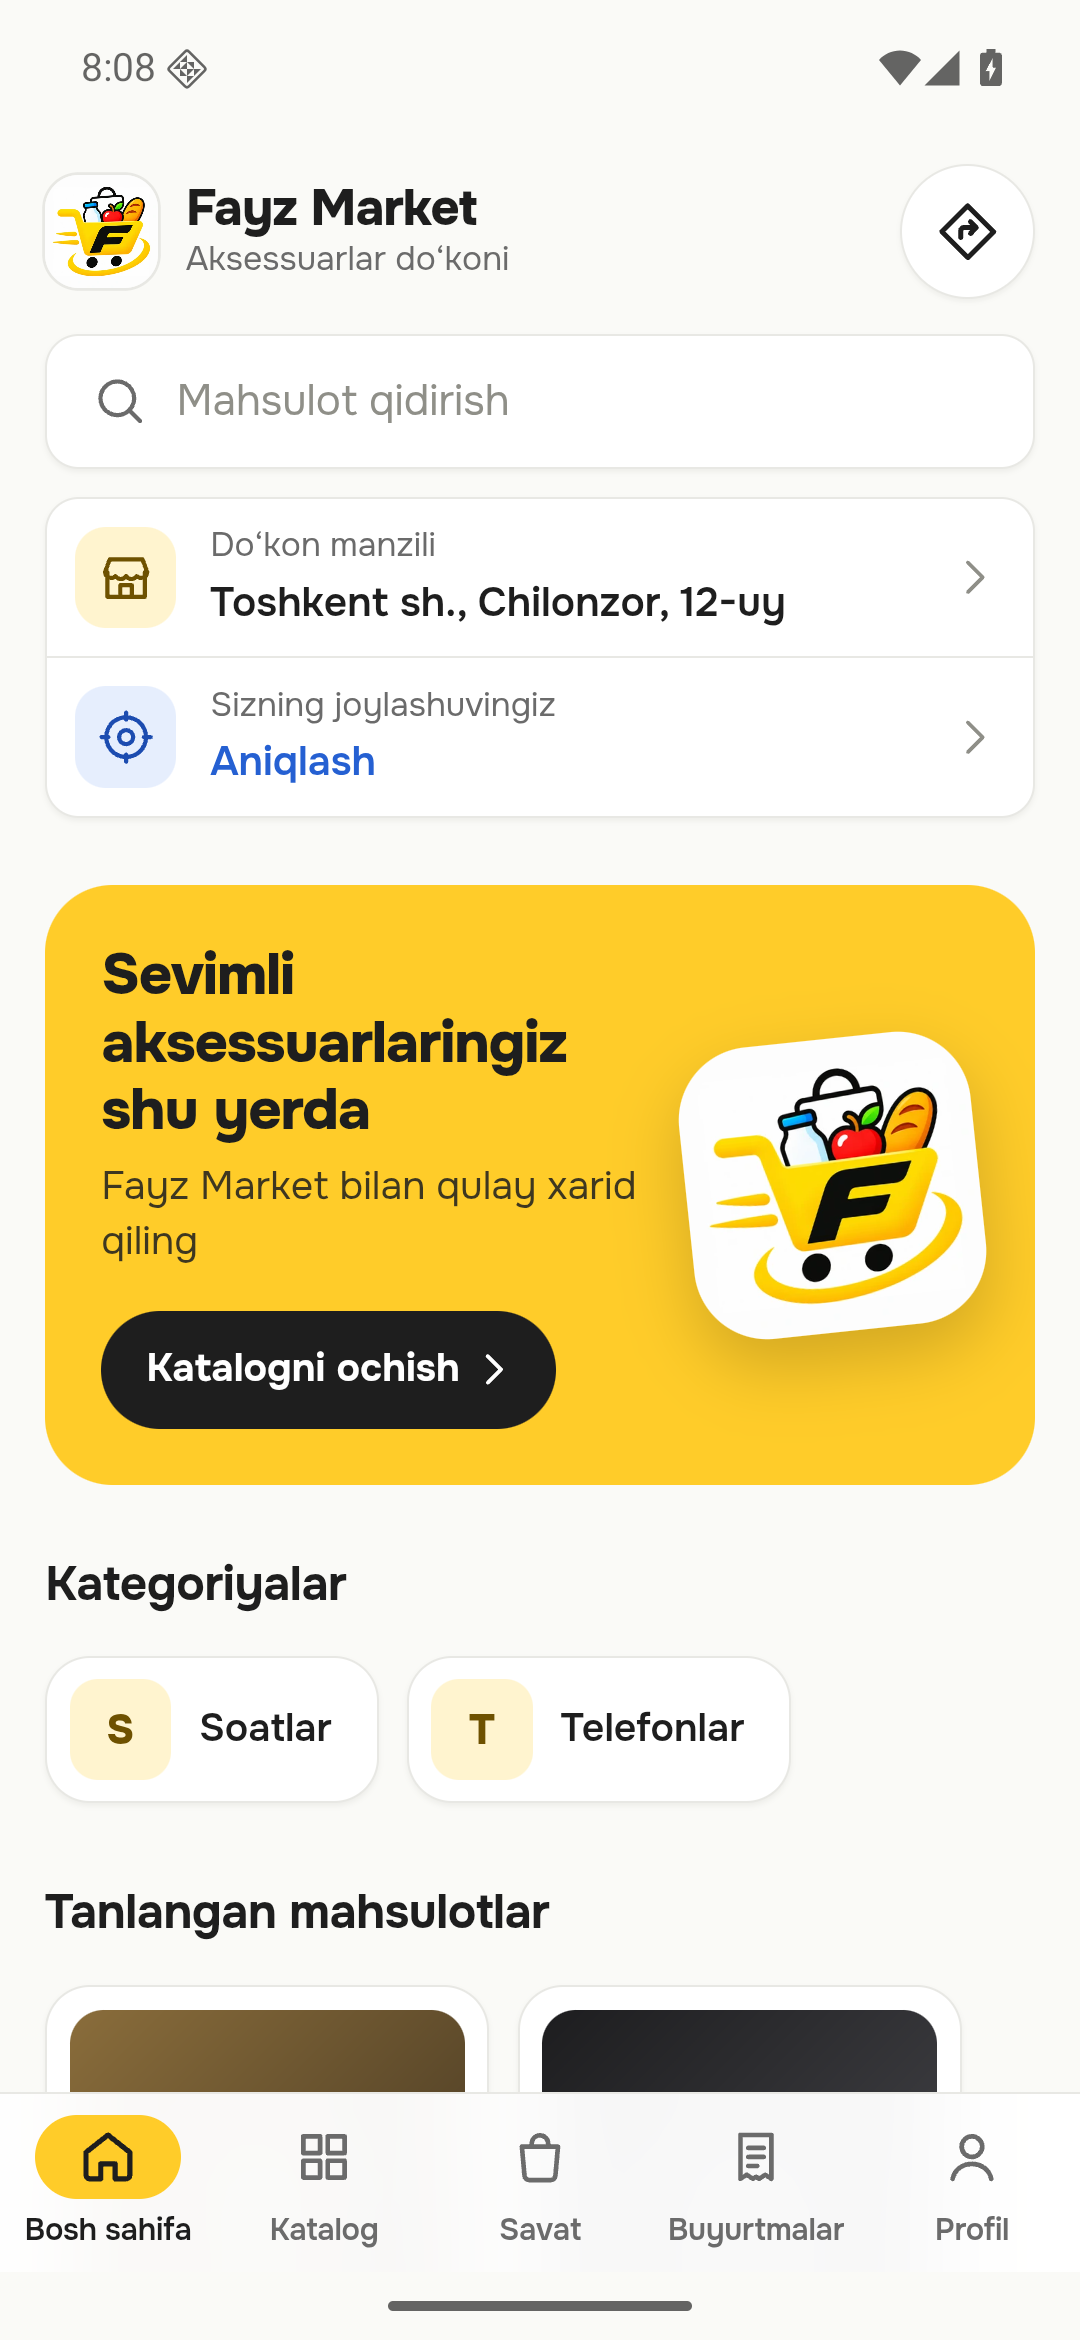 8:08
Fayz Market
Aksessuarlar do‘koni
Mahsulot qidirish
Do‘kon manzili
Toshkent sh., Chilonzor, 12-uy
Sizning joylashuvingiz
Aniqlash
Sevimli
aksessuarlaringiz
shu yerda
Fayz Market bilan qulay xarid
qiling
F
Katalogni ochish
Kategoriyalar
S Soatlar T Telefonlar
Tanlangan mahsulotlar
Bosh sahifa Katalog Savat Buyurtmalar Profil